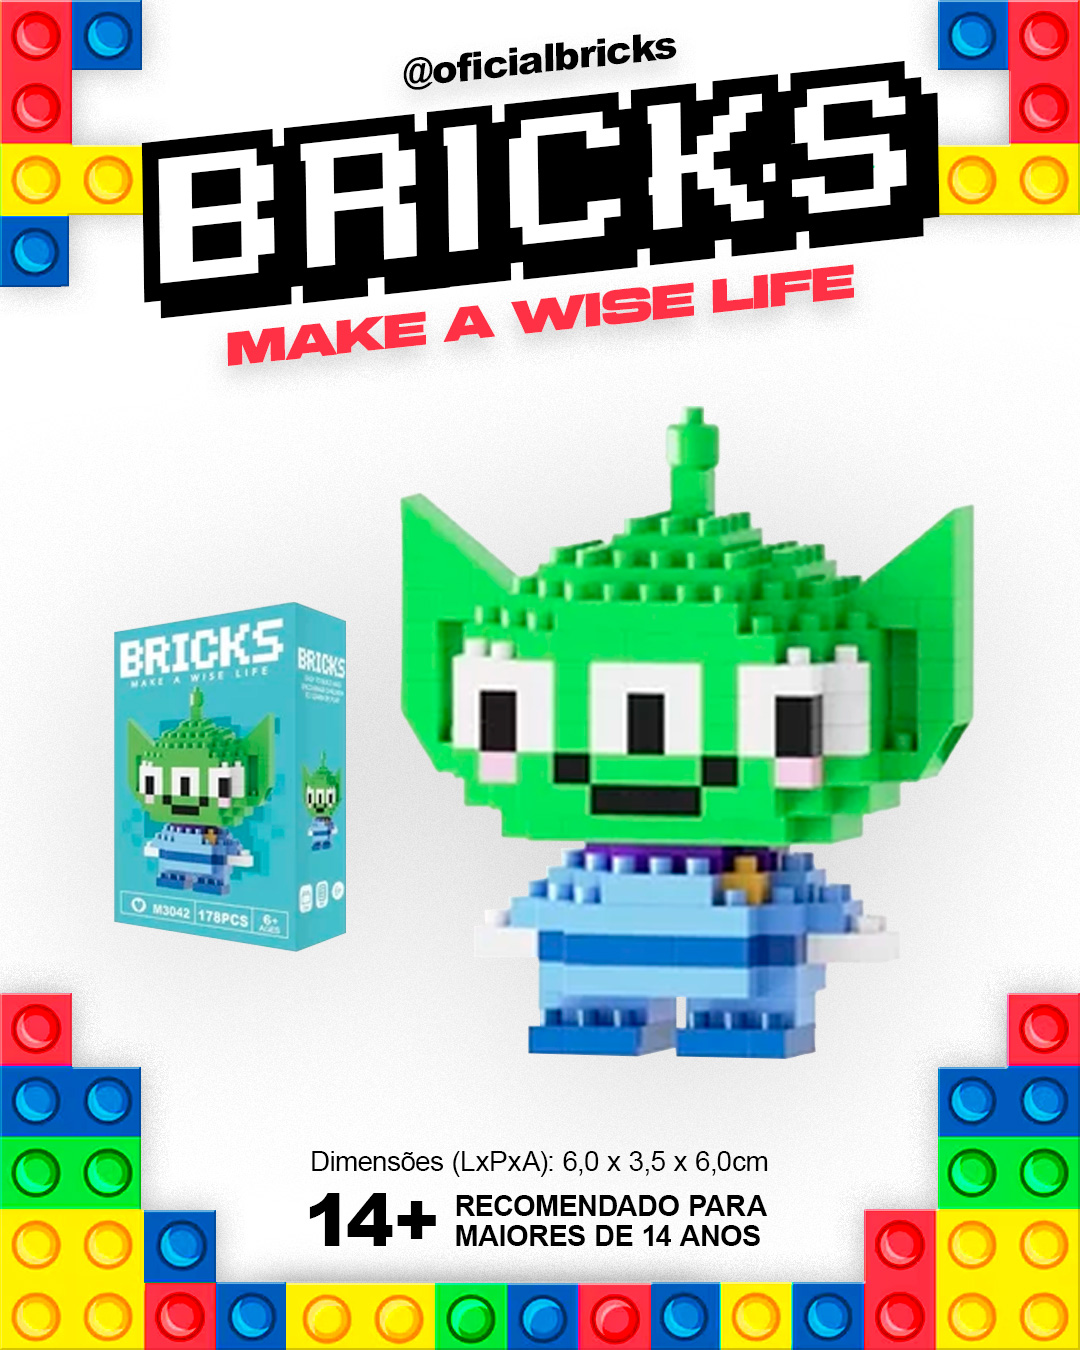 @oficialbricks
BRICKS
MAKE A WISE LIFE
BRICKS
MAKE A WISE LIFE
BRICKS
M3042
178PCS
6+
AGES
Dimensões (LxPxA): 6,0 x 3,5 x 6,0cm
14+
RECOMENDADO PARA
MAIORES DE 14 ANOS